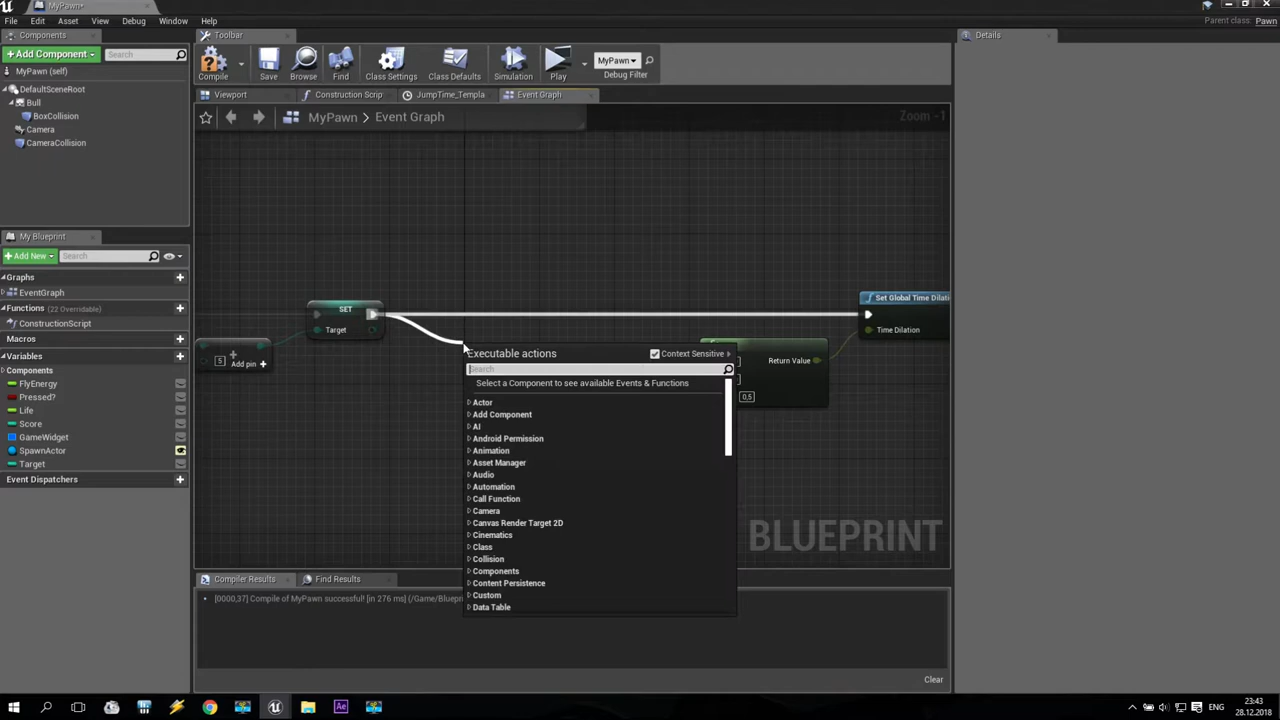 MyPawn*
File Edit Asset View Debug Window Help
Parent class: Pawn
Components
Toolbar
Details
+Add Component
Search
MyPawn (self)
Compile
Save
Browse
Find
Class Settings
Class Defaults
Simulation
Play
MyPawn
Debug Filter
DefaultSceneRoot
Bull
BoxCollision
Camera
CameraCollision
Viewport
Construction Scrip
JumpTime_Templa
Event Graph
MyPawn > Event Graph
Zoom -1
My Blueprint
+Add New
Search
Graphs
EventGraph
Functions (22 Overridable)
ConstructionScript
Macros
Variables
Components
FlyEnergy
Pressed?
Life
Score
GameWidget
SpawnActor
Target
Event Dispatchers
SET
Target
5
Add pin +
Set Global Time Dilati
Time Dilation
Return Value
0,5
Executable actions
Context Sensitive
Search
Select a Component to see available Events & Functions
Actor
Add Component
AI
Android Permission
Animation
Asset Manager
Audio
Automation
Call Function
Camera
Canvas Render Target 2D
Cinematics
Class
Collision
Components
Content Persistence
Custom
Data Table
BLUEPRINT
Compiler Results
Find Results
[0000,37] Compile of MyPawn successful! [in 276 ms] (/Game/Bluep
Clear
Ae
ENG
23:43
28.12.2018